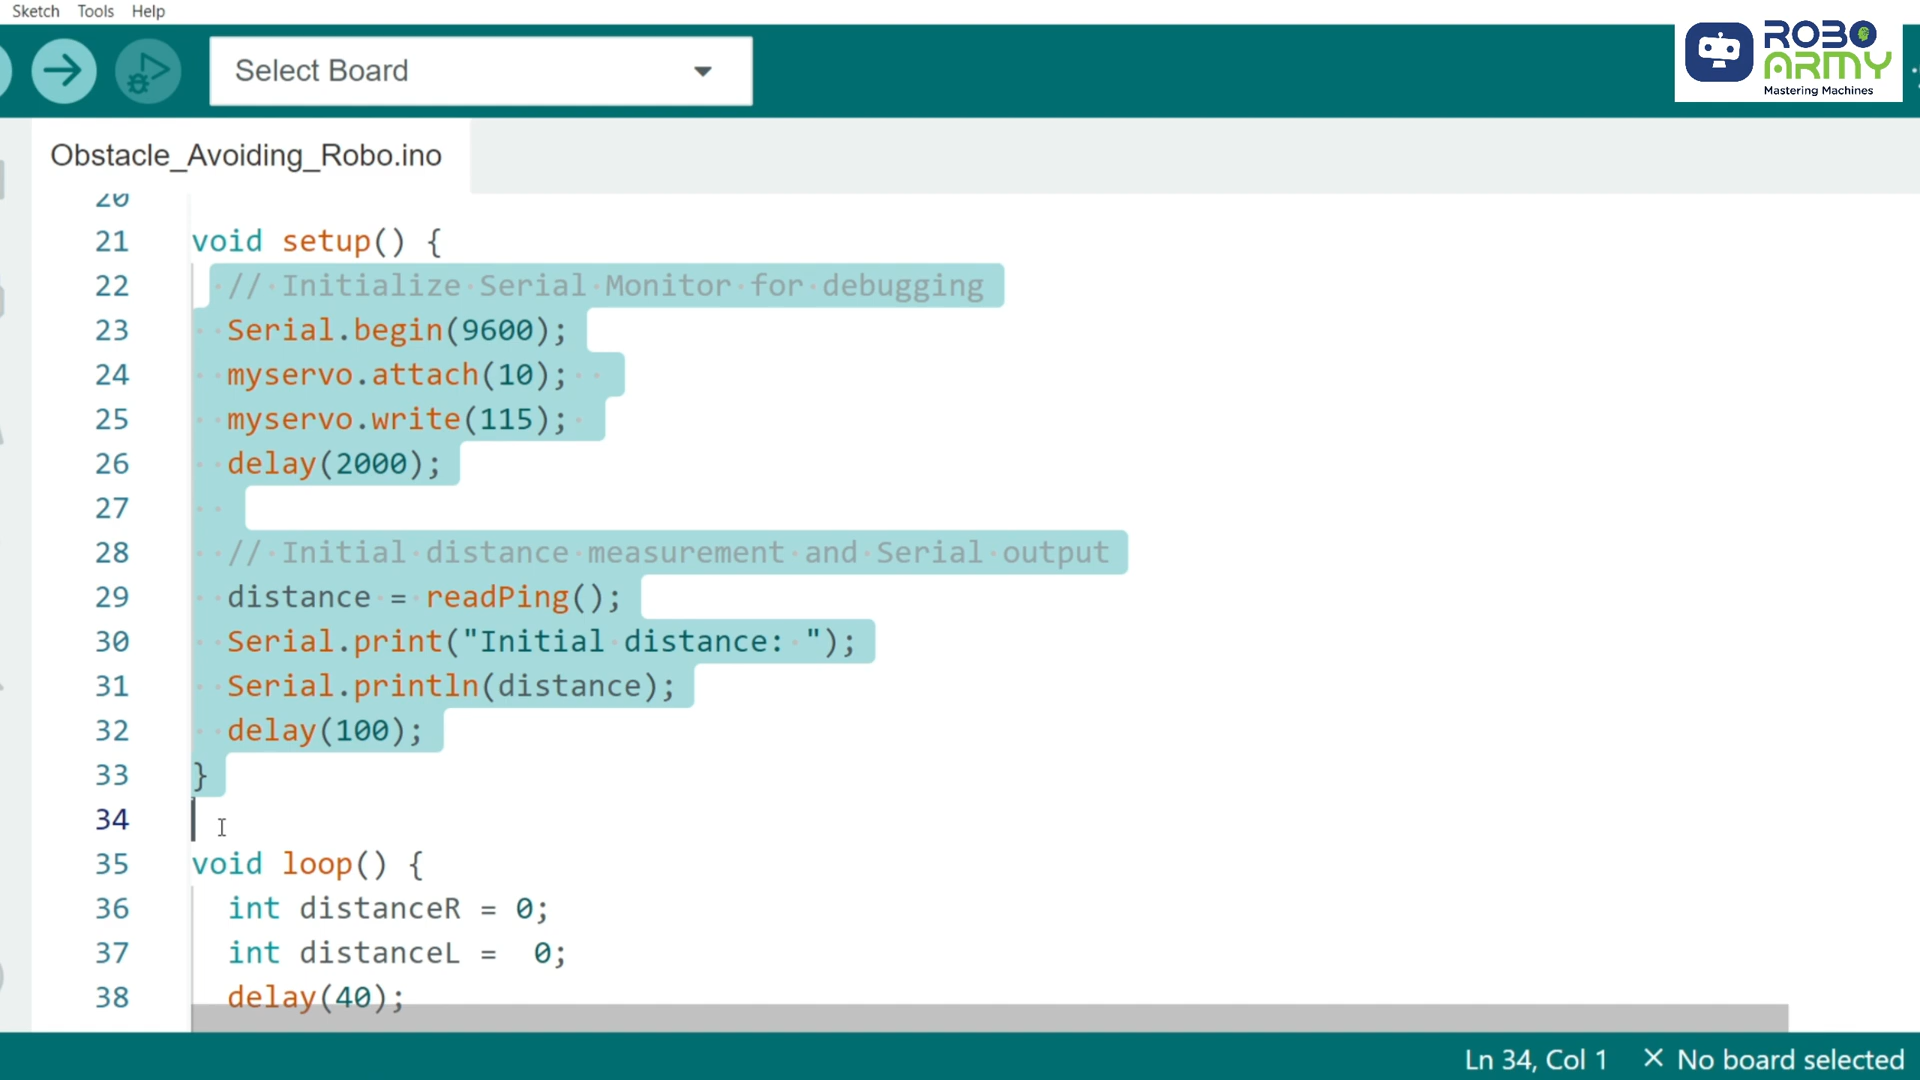 Sketch Tools Help
Select Board
ROBO
ARMY
Mastering Machines
Obstacle_Avoiding_Robo.ino
20
21 void setup() {
22 // Initialize Serial Monitor for debugging
23 Serial.begin(9600);
24 myservo.attach(10);
25 myservo.write(115);
26 delay(2000);
27
28 // Initial distance measurement and Serial output
29 distance = readPing();
30 Serial.print("Initial distance: ");
31 Serial.println(distance);
32 delay(100);
33 }
34
35 void loop() {
36 int distanceR = 0;
37 int distanceL =  0;
38 delay(40);
Ln 34, Col 1 × No board selected